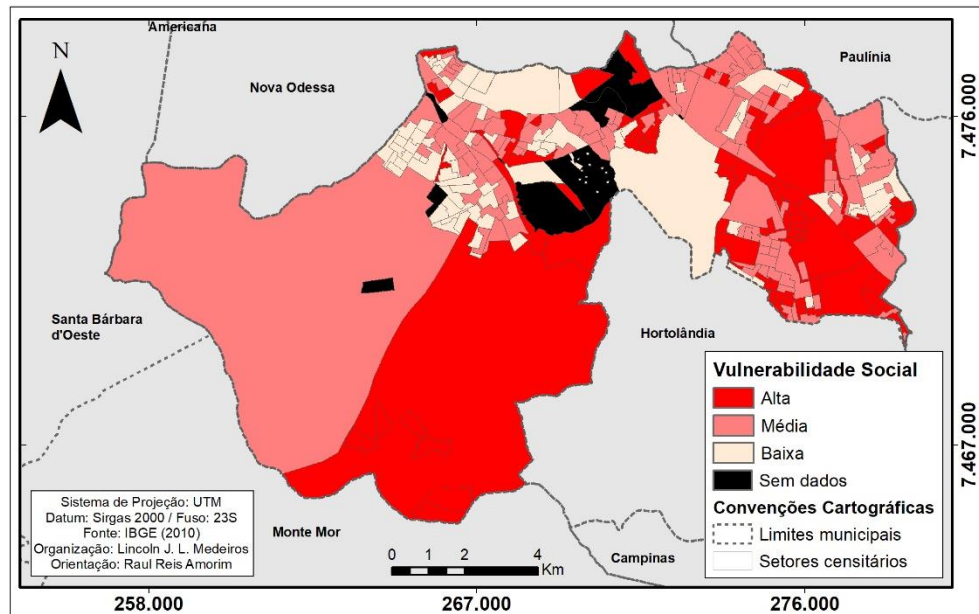 Americana
N
Nova Odessa
Paulínia
7.476.000
Santa Bárbara
d'Oeste
Hortolândia
Vulnerabilidade Social
Alta
Média
Baixa
Sem dados
Convenções Cartográficas
Limites municipais
Setores censitários
7.467.000
Sistema de Projeção: UTM
Datum: Sirgas 2000 / Fuso: 23S
Fonte: IBGE (2010)
Organização: Lincoln J. L. Medeiros
Orientação: Raul Reis Amorim
Monte Mor
0 1 2 4
Km
Campinas
258.000 267.000 276.000